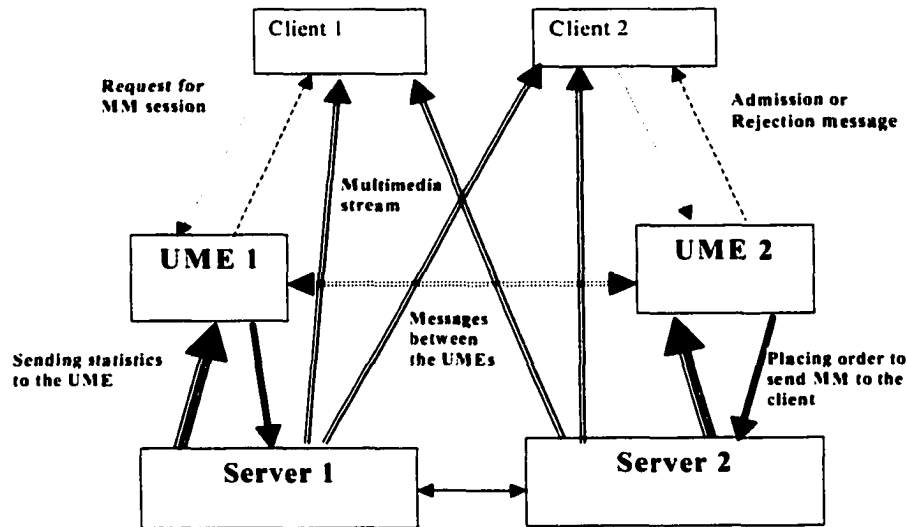 Client 1
Client 2
Request for
MM session
Admission or
Rejection message
Multimedia
stream
UME 1
UME 2
Messages
between
the UMEs
Sending statistics
to the UME
Placing order to
send MM to the
client
Server 1
Server 2